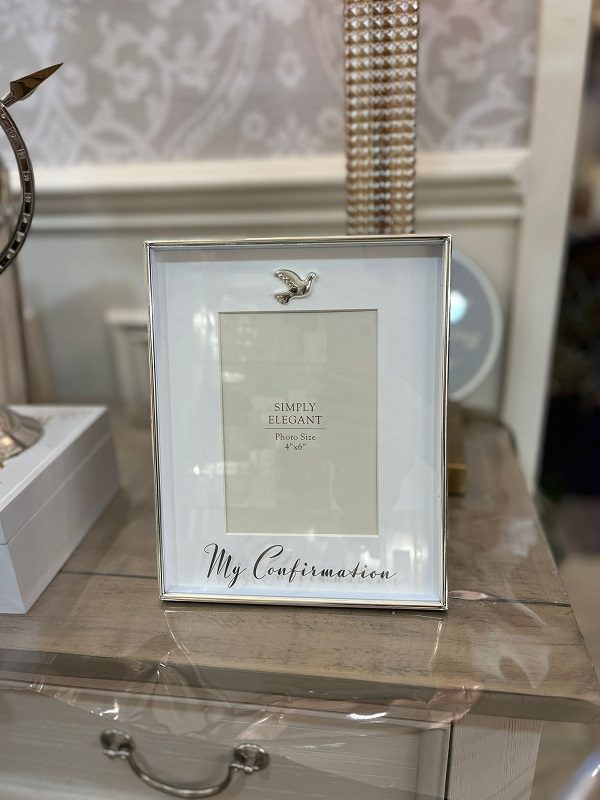 SIMPLY
ELEGANT
Photo Size
4"x6"
My Confirmation